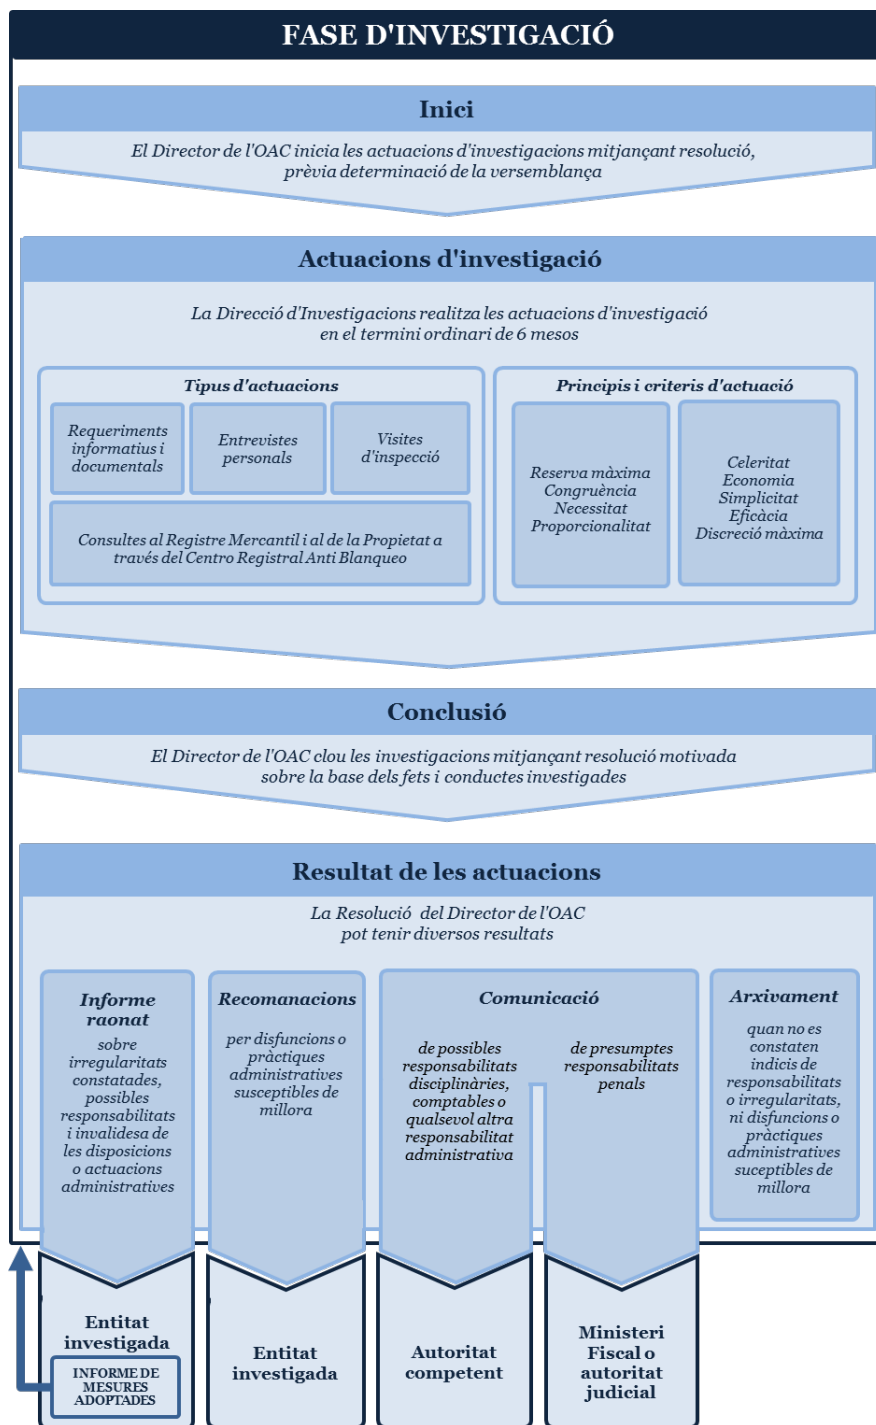 FASE D'INVESTIGACIÓ
Inici
El Director de l'OAC inicia les actuacions d'investigacions mitjançant resolució,
prèvia determinació de la versemblança
Actuacions d'investigació
La Direcció d'Investigacions realitza les actuacions d'investigació
en el termini ordinari de 6 mesos
Tipus d'actuacions
Requeriments
informatius i
documentals
Entrevistes
personals
Visites
d'inspecció
Consultes al Registre Mercantil i al de la Propietat a
través del Centro Registral Anti Blanqueo
Principis i criteris d'actuació
Reserva màxima
Congruència
Necessitat
Proporcionalitat
Celeritat
Economia
Simplicitat
Eficàcia
Discreció màxima
Conclusió
El Director de l'OAC clou les investigacions mitjançant resolució motivada
sobre la base dels fets i conductes investigades
Resultat de les actuacions
La Resolució del Director de l'OAC
pot tenir diversos resultats
Informe
raonat
sobre
irregularitats
constatades,
possibles
responsabilitats
i invalidesa de
les disposicions
o actuacions
administratives
Recomanacions
per disfuncions o
pràctiques
administratives
susceptibles de
millora
Comunicació
de possibles
responsabilitats
disciplinàries,
comptables o
qualsevol altra
responsabilitat
administrativa
de presumptes
responsabilitats
penals
Arxivament
quan no es
constaten
indicis de
responsabilitats
o irregularitats,
ni disfuncions o
pràctiques
administratives
suceptibles de
millora
Entitat
investigada
INFORME DE
MESURES
ADOPTADES
Entitat
investigada
Autoritat
competent
Ministeri
Fiscal o
autoritat
judicial